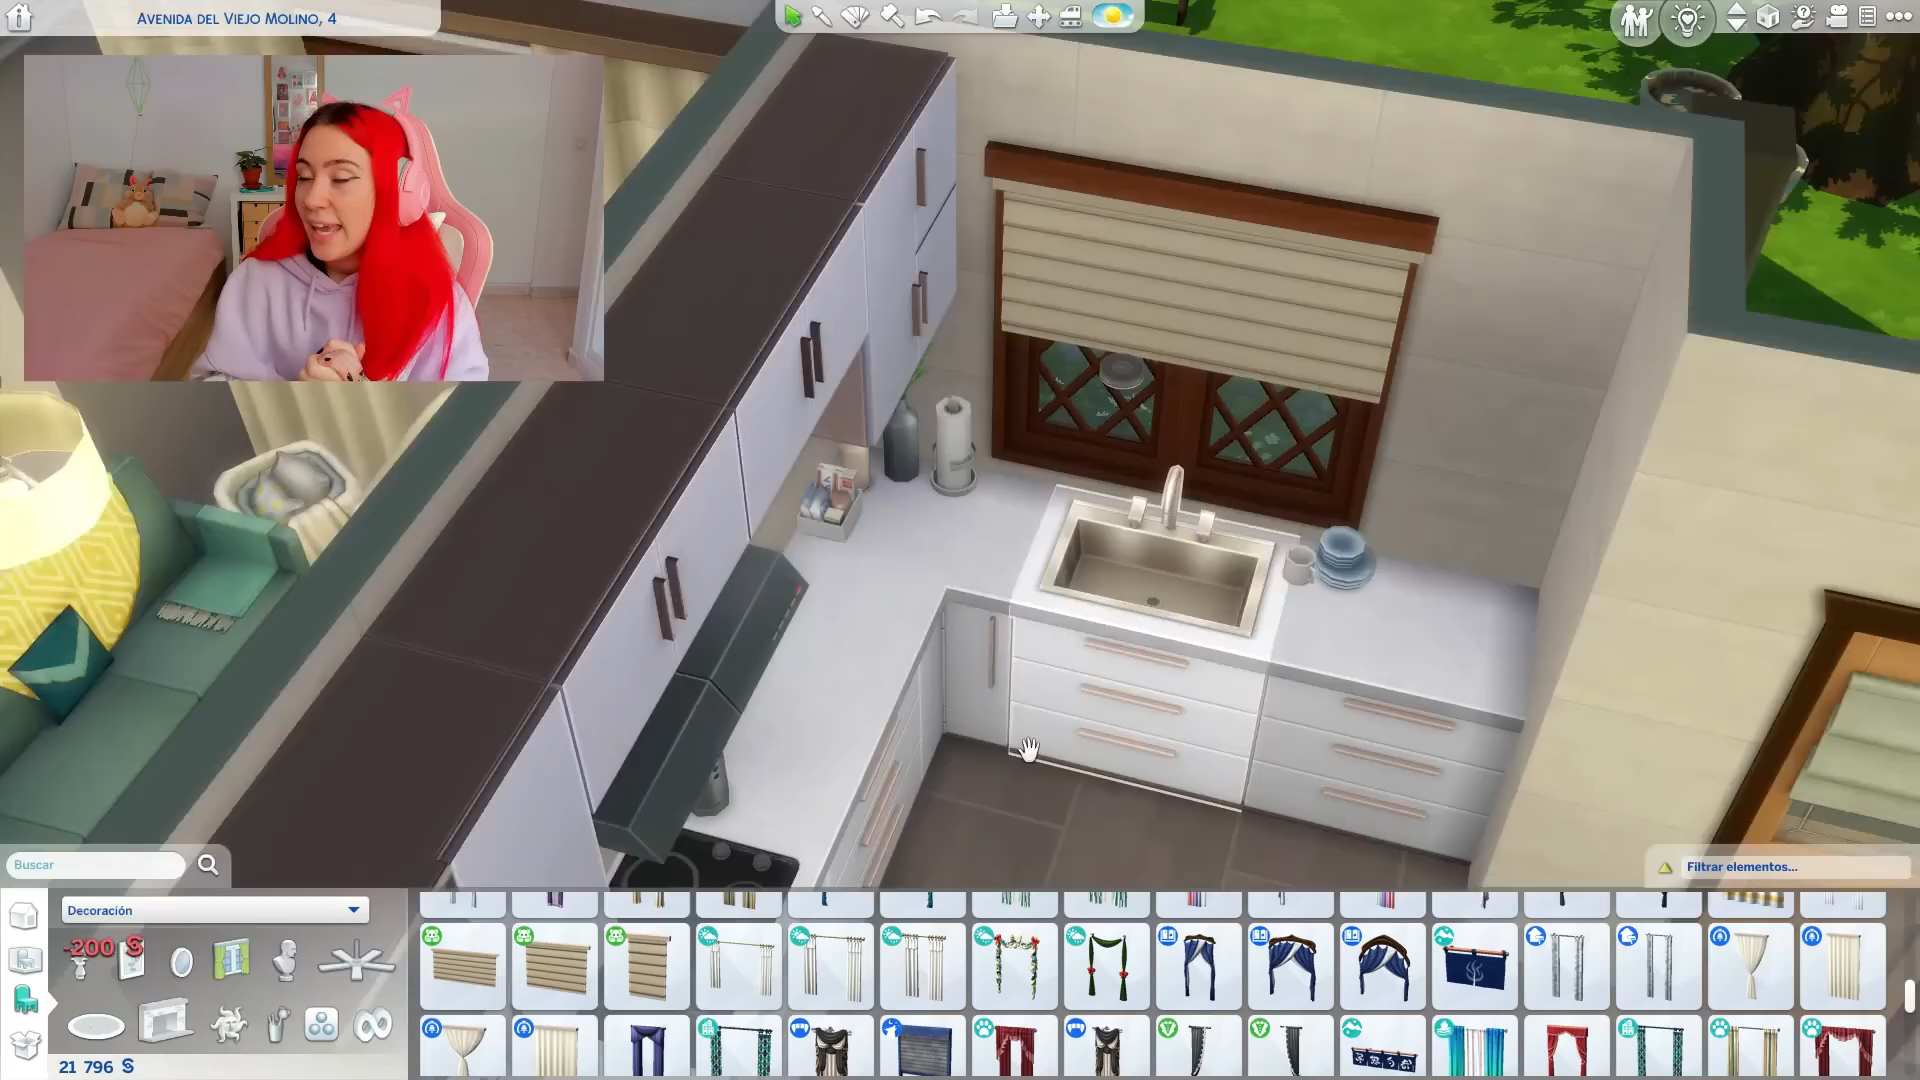 Avenida del Viejo Molino, 4
Buscar
Filtrar elementos...
Decoración
-200 §
21 796 §